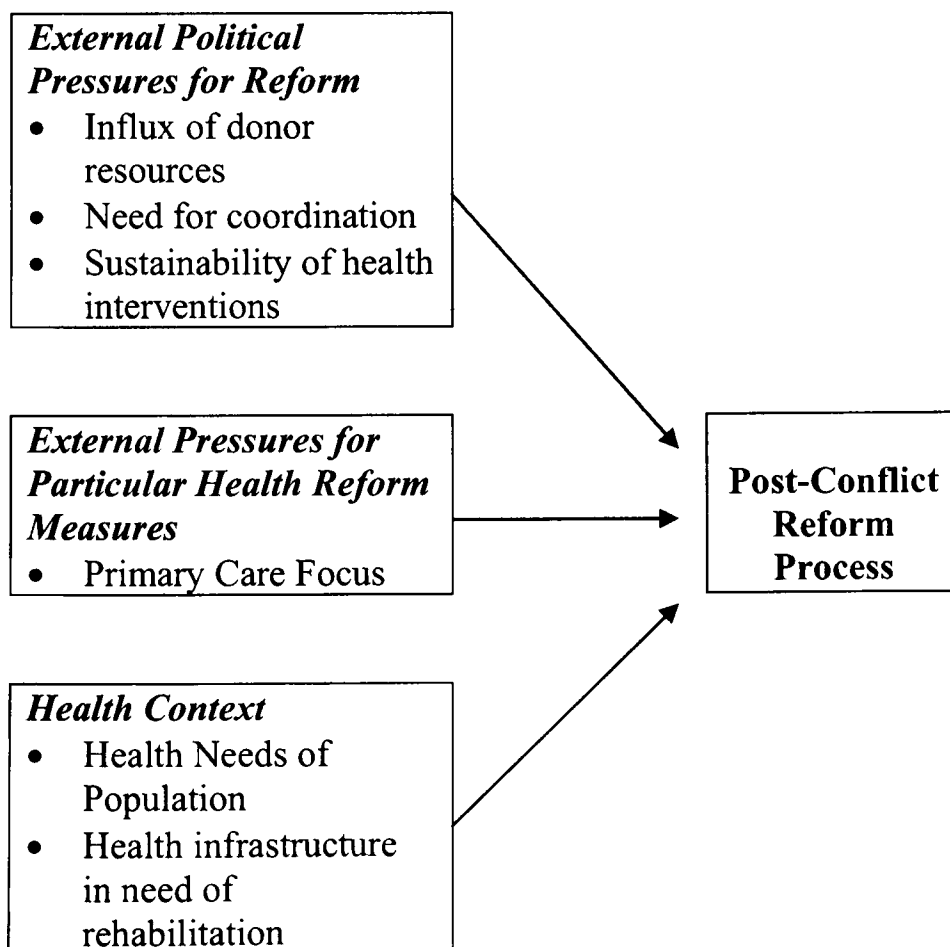 External Political
Pressures for Reform
• Influx of donor
resources
• Need for coordination
• Sustainability of health
interventions
External Pressures for
Particular Health Reform
Measures
• Primary Care Focus
Health Context
• Health Needs of
Population
• Health infrastructure
in need of
rehabilitation
Post-Conflict
Reform
Process